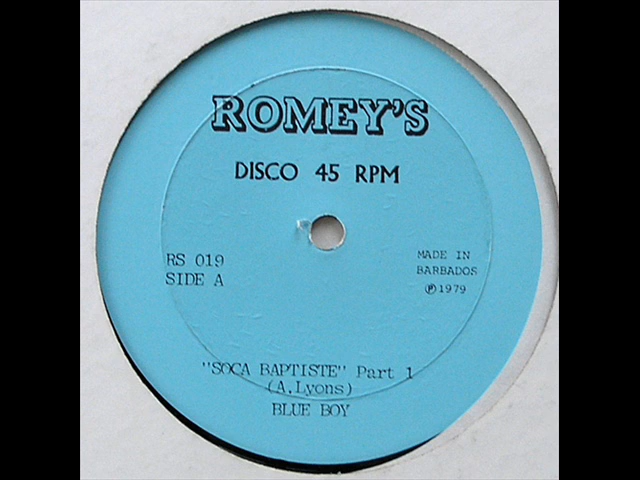 ROMEY'S
DISCO 45 RPM
RS 019
SIDE A
MADE IN
BARBADOS
℗1979
"SOCA BAPTISTE" Part 1
(A.Lyons)
BLUE BOY